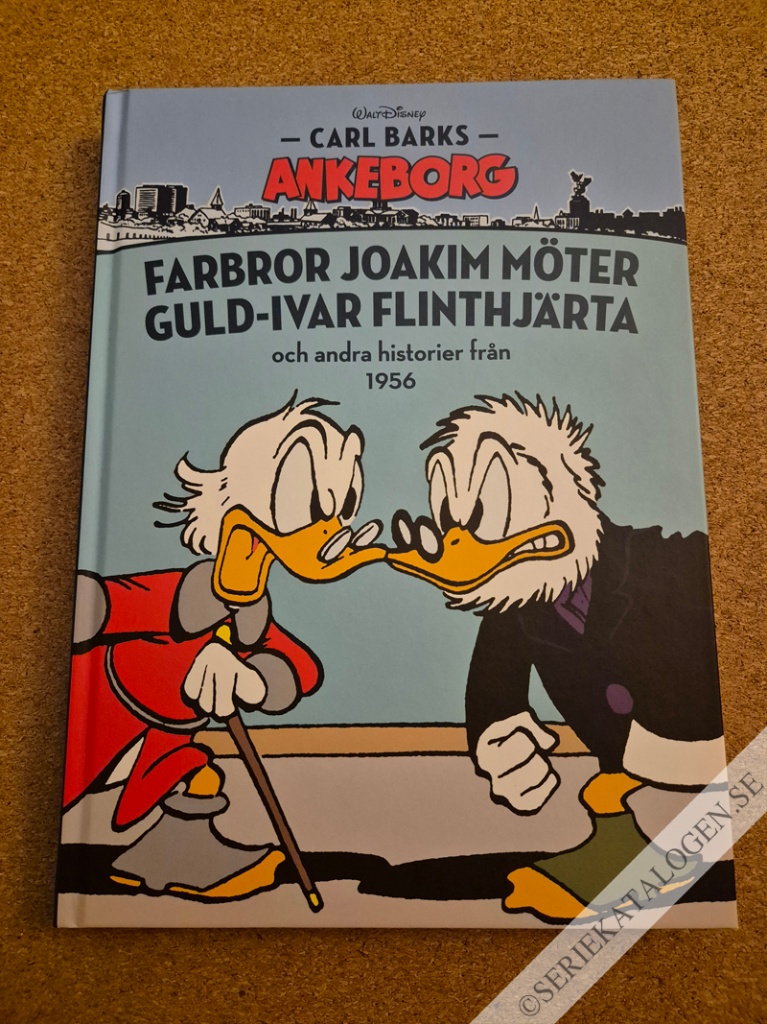 WALT DISNEY
— CARL BARKS —
ANKEBORG
FARBROR JOAKIM MÖTER
GULD-IVAR FLINTHJÄRTA
och andra historier från
1956
©SERIEKATALOGEN.SE